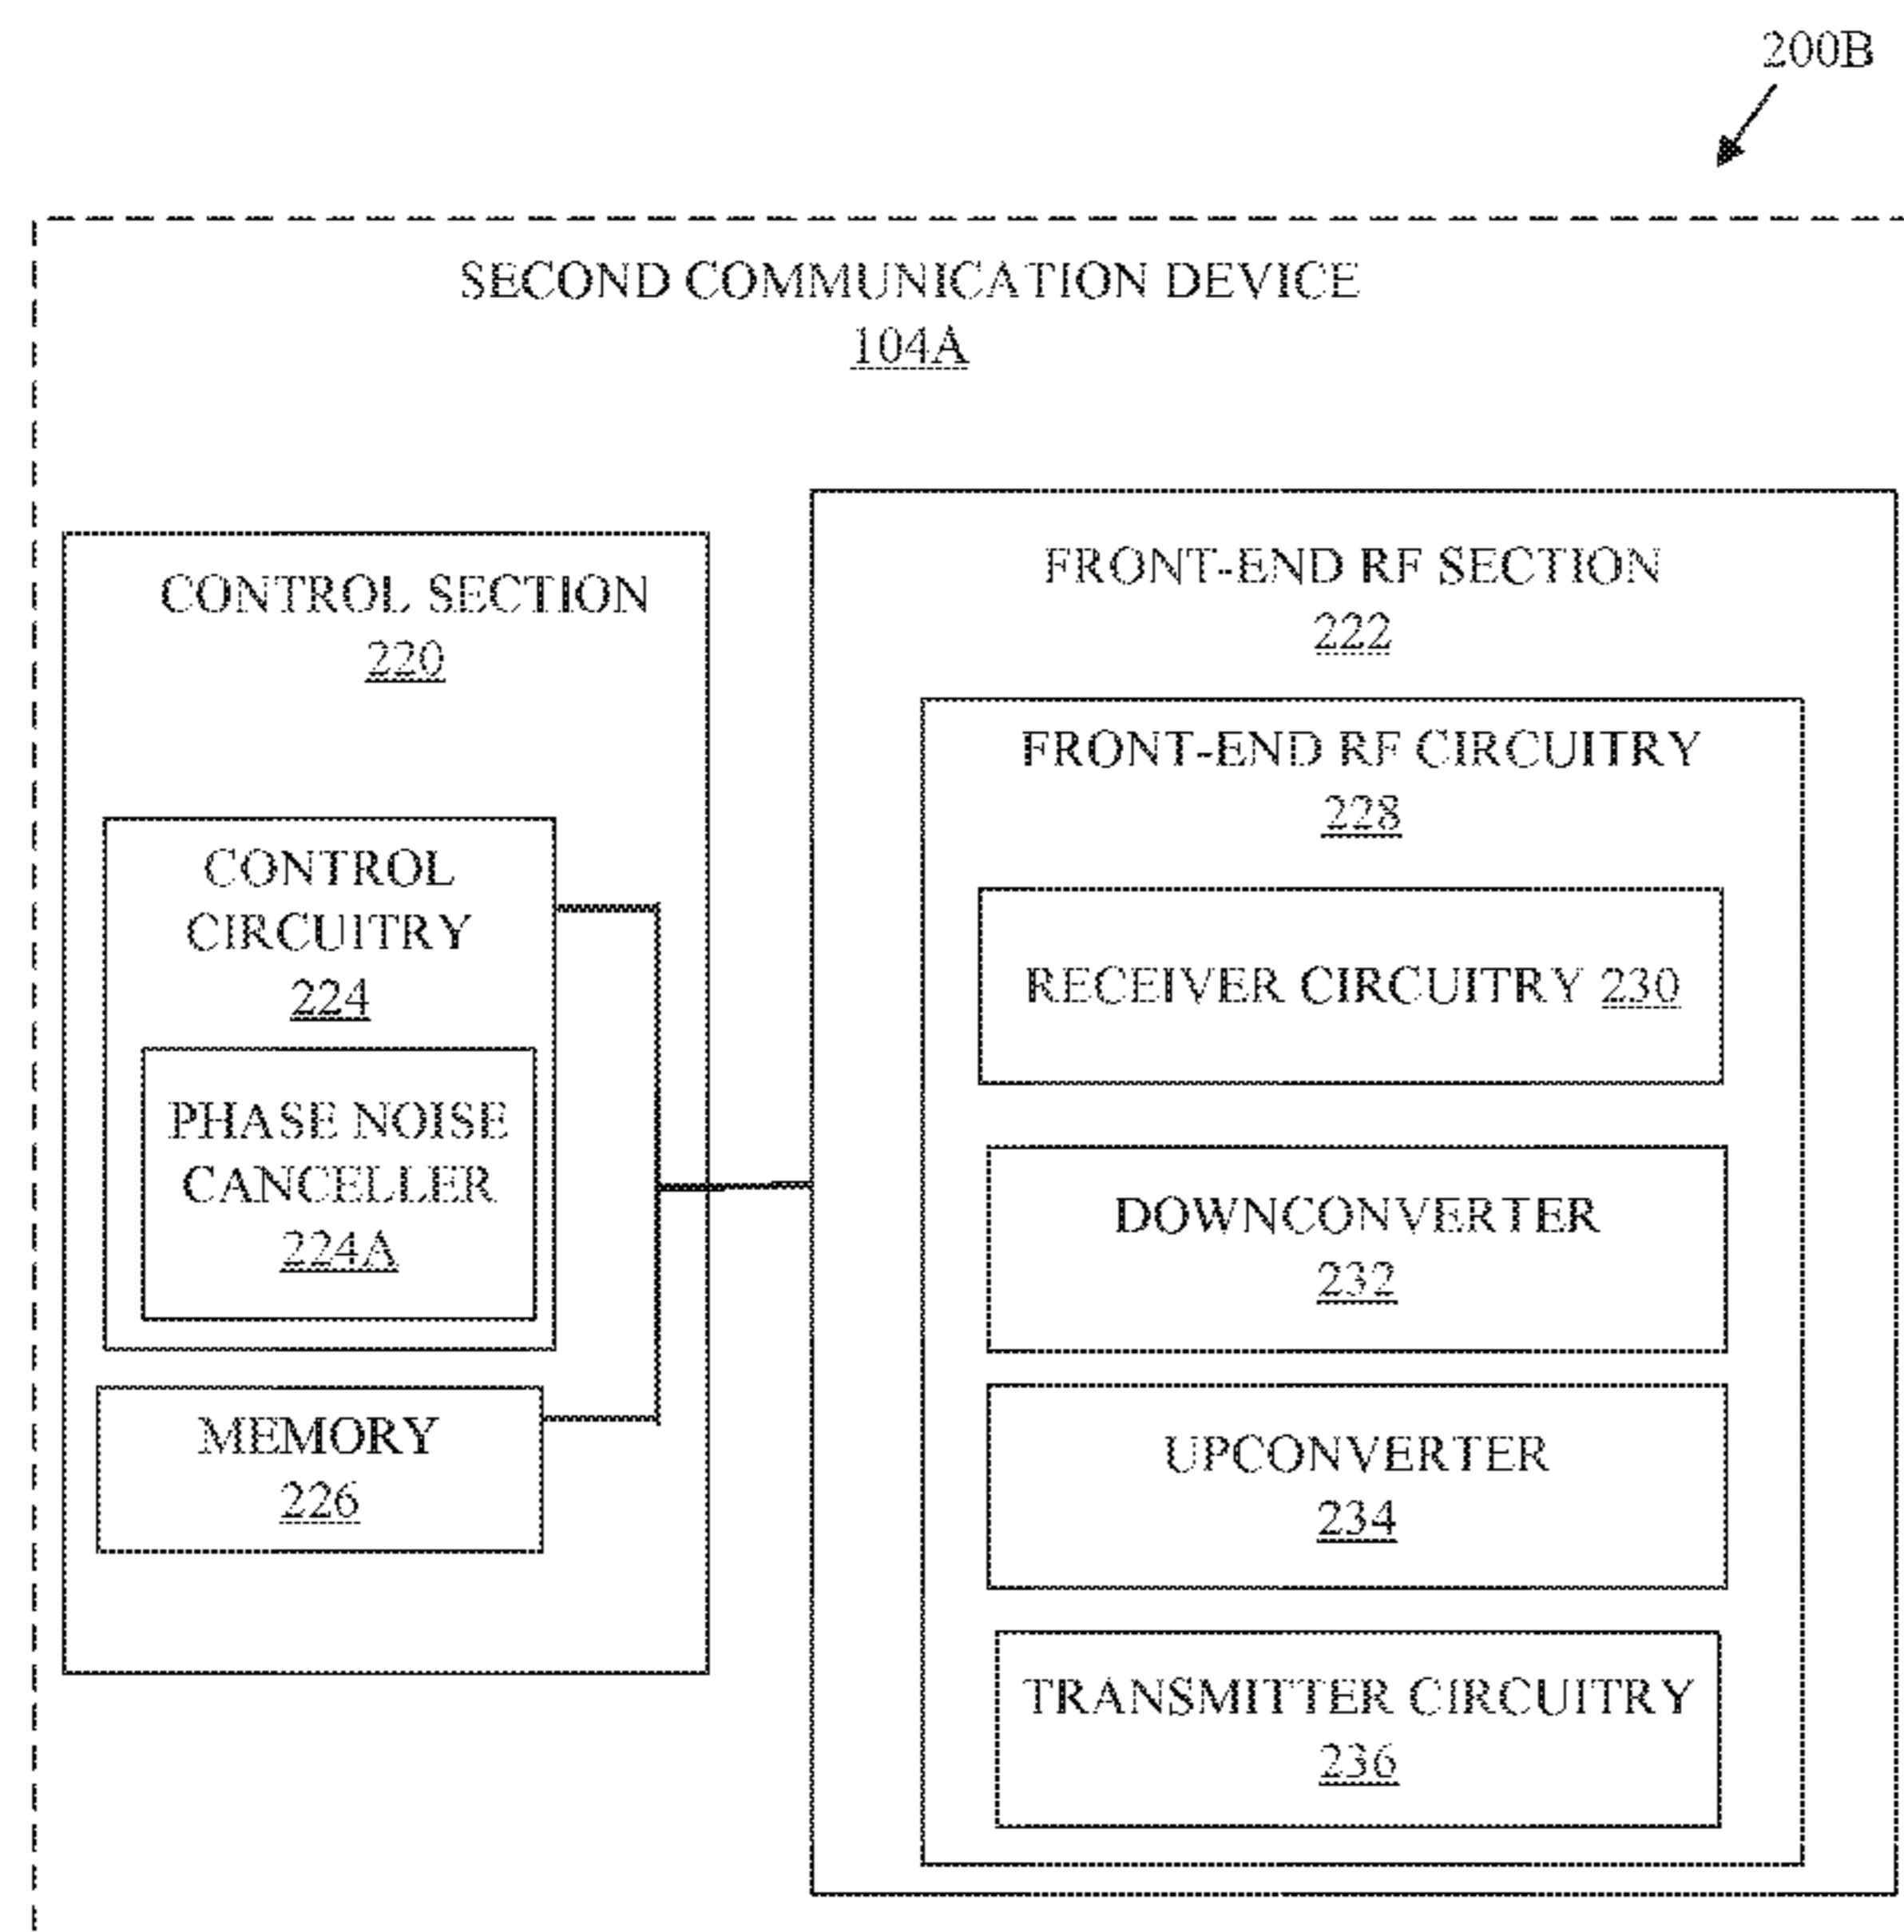 200B
SECOND COMMUNICATION DEVICE
104A
CONTROL SECTION
220
CONTROL
CIRCUITRY
224
PHASE NOISE
CANCELLER
224A
MEMORY
226
FRONT-END RF SECTION
222
FRONT-END RF CIRCUITRY
228
RECEIVER CIRCUITRY 230
DOWNCONVERTER
232
UPCONVERTER
234
TRANSMITTER CIRCUITRY
236